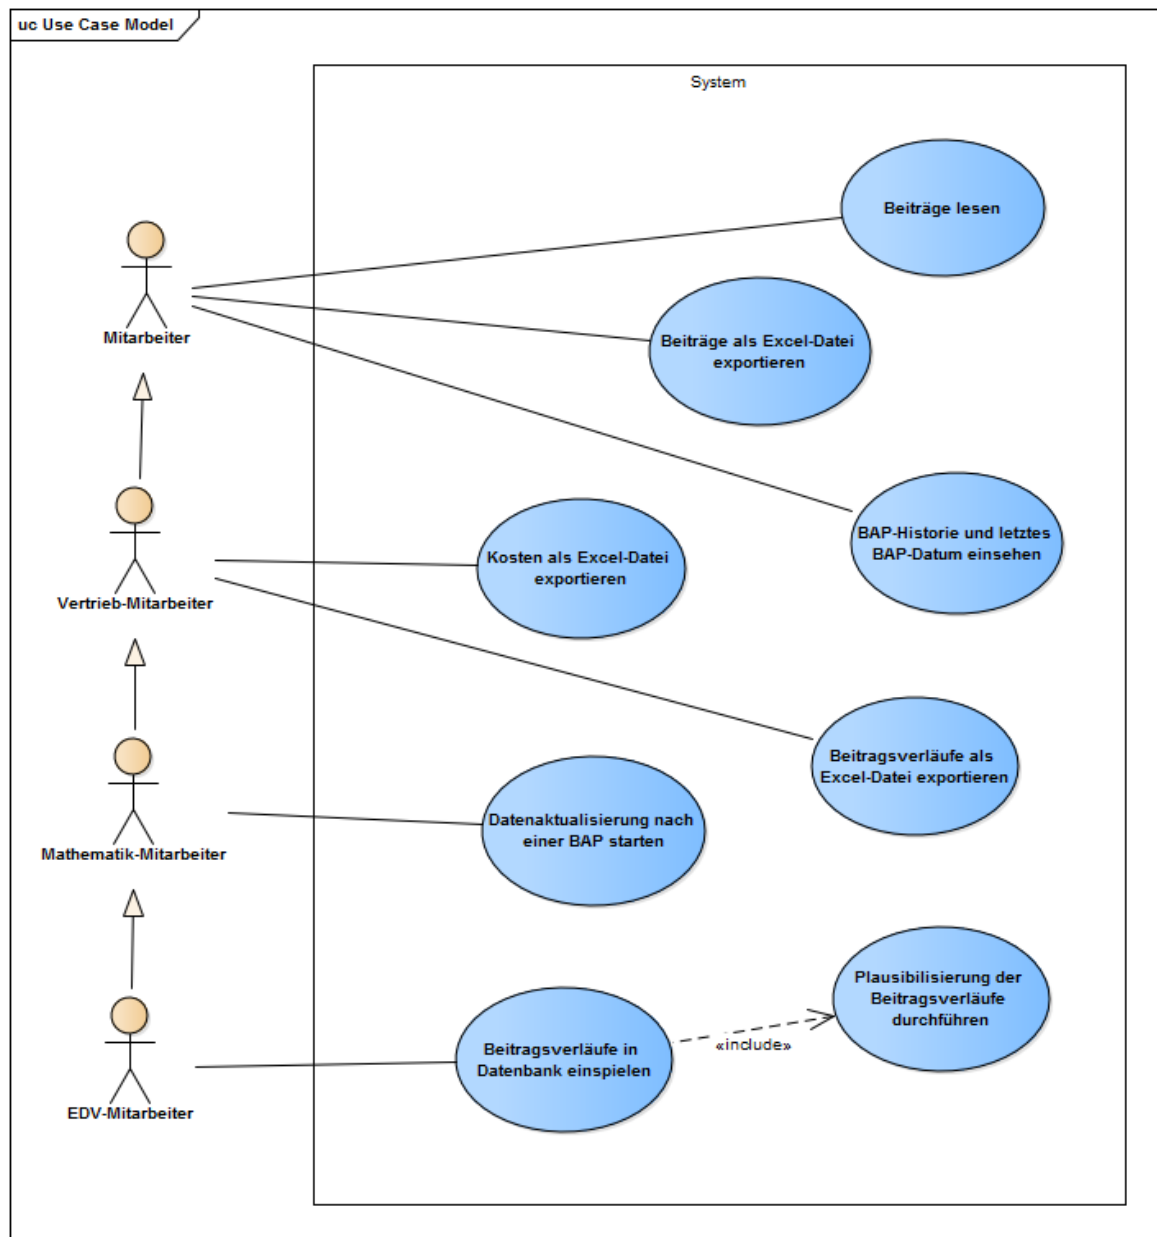 uc Use Case Model
System
Beiträge lesen
Mitarbeiter
Beiträge als Excel-Datei
exportieren
Vertrieb-Mitarbeiter
Kosten als Excel-Datei
exportieren
BAP-Historie und letztes
BAP-Datum einsehen
Beitragsverläufe als
Excel-Datei exportieren
Mathematik-Mitarbeiter
Datenaktualisierung nach
einer BAP starten
Plausibilisierung der
Beitragsverläufe
durchführen
«include»
Beitragsverläufe in
Datenbank einspielen
EDV-Mitarbeiter